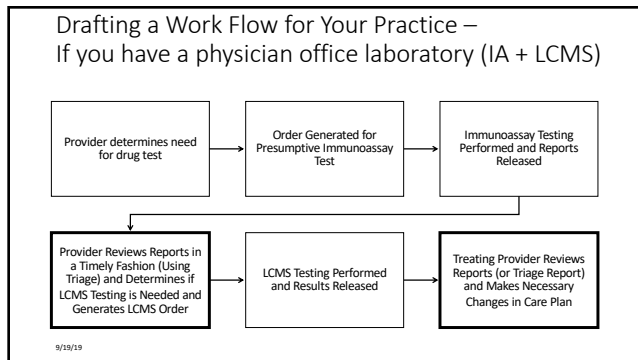 Drafting a Work Flow for Your Practice –
If you have a physician office laboratory (IA + LCMS)
Provider determines need
for drug test
Order Generated for
Presumptive Immunoassay
Test
Immunoassay Testing
Performed and Reports
Released
Provider Reviews Reports in
a Timely Fashion (Using
Triage) and Determines if
LCMS Testing is Needed and
Generates LCMS Order
LCMS Testing Performed
and Results Released
Treating Provider Reviews
Reports (or Triage Report)
and Makes Necessary
Changes in Care Plan
9/19/19